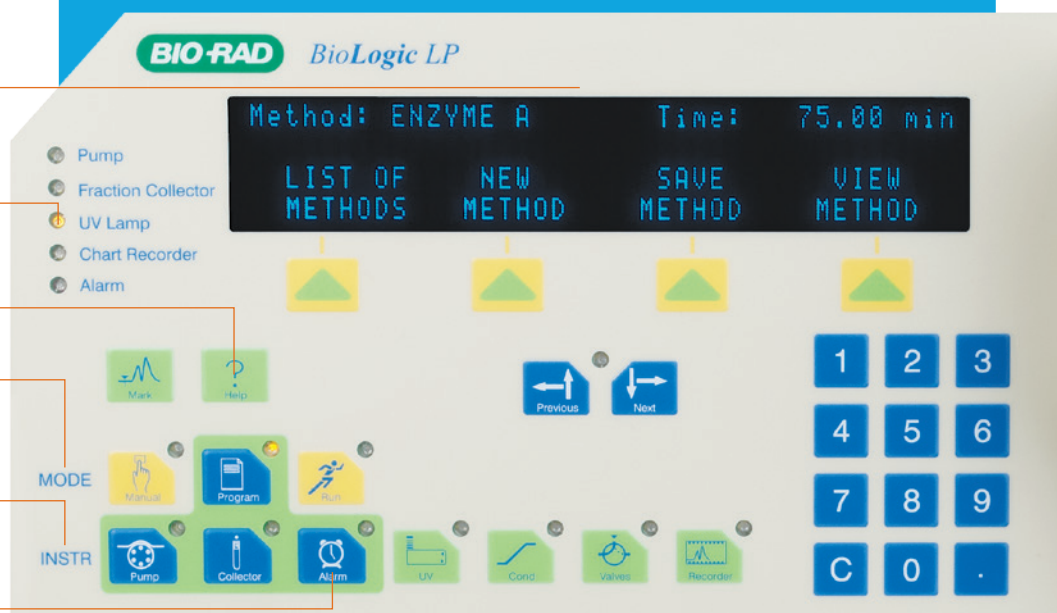 BIO-RAD BioLogic LP
Method: ENZYME A Time: 75.00 min
LIST OF METHODS
NEW METHOD
SAVE METHOD
VIEW METHOD
Pump
Fraction Collector
UV Lamp
Chart Recorder
Alarm
Mark
?
Help
Previous
Next
1 2 3
4 5 6
7 8 9
C 0 .
MODE
Manual
Program
Run
INSTR
Pump
Collector
Alarm
UV
Cond
Valves
Recorder